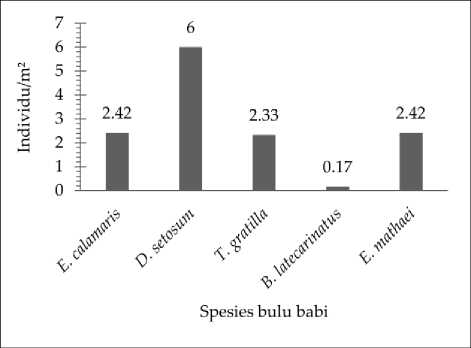 Individu/m²
7
6
5
4
3
2
1
0
2.42
6
2.33
0.17
2.42
E. calamaris
D. setosum
T. gratilla
B. latecarinatus
E. mathaei
Spesies bulu babi